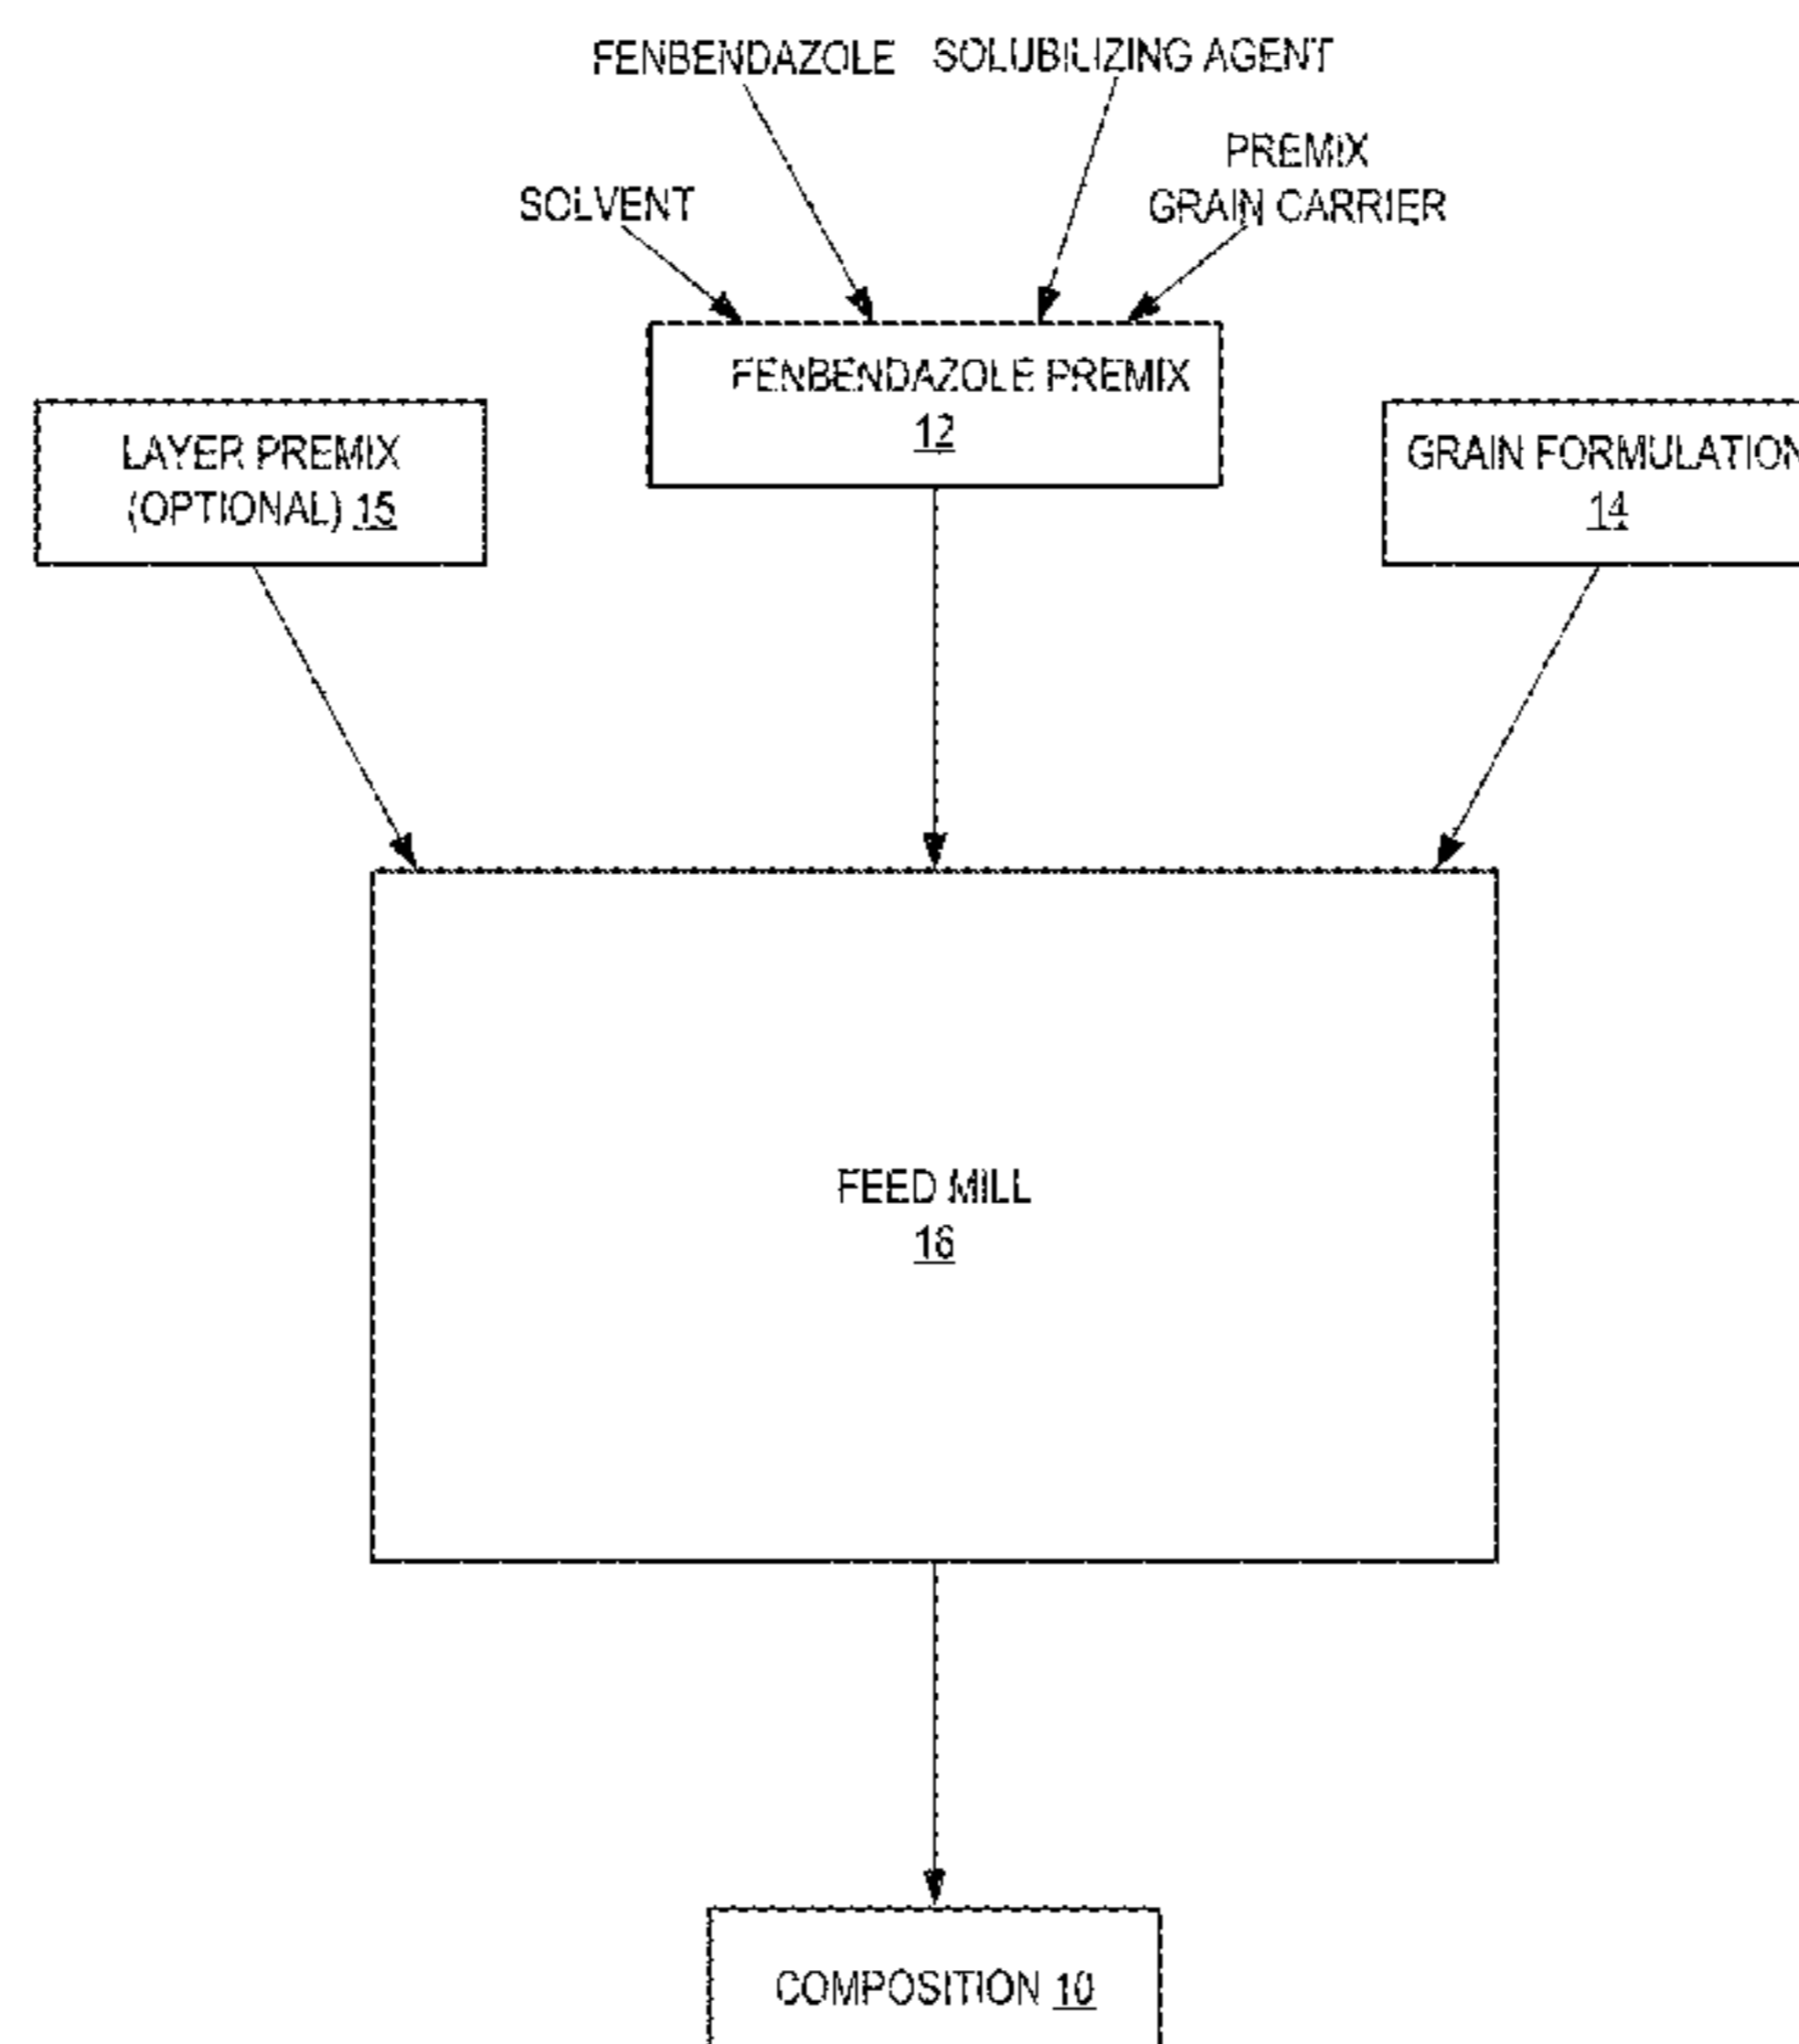 FENBENDAZOLE SOLUBILIZING AGENT
PREMIX
SOLVENT
GRAIN CARRIER
FENBENDAZOLE PREMIX
12
LAYER PREMIX
(OPTIONAL) 15
GRAIN FORMULATION
14
FEED MILL
16
COMPOSITION 10